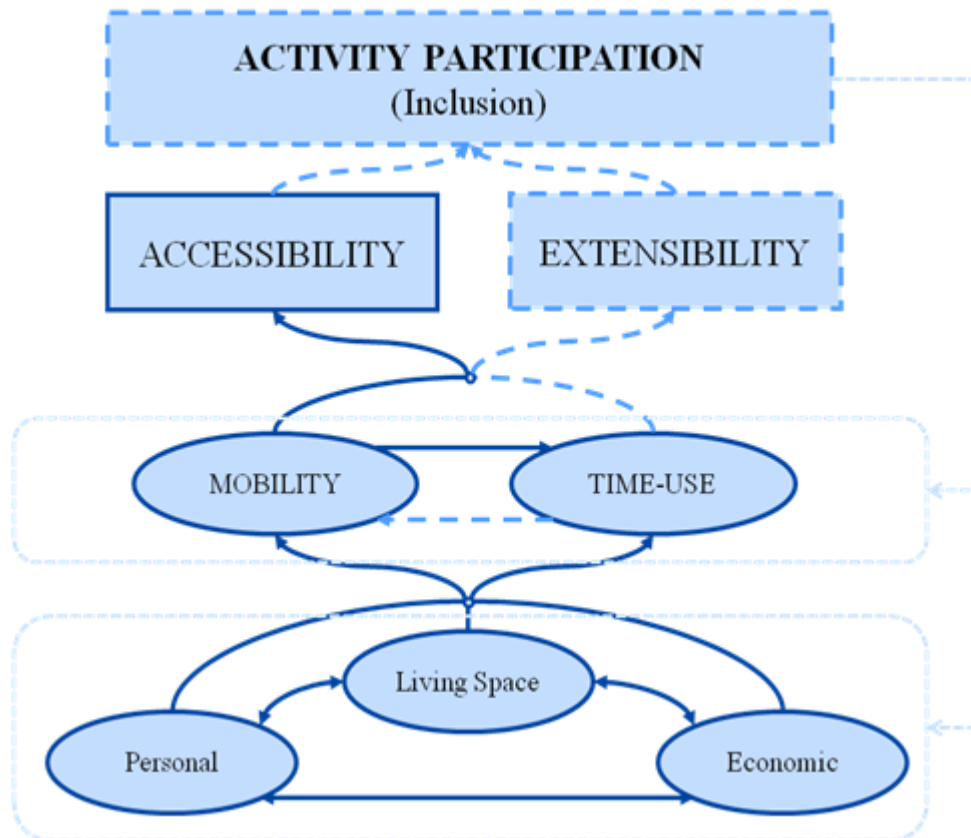 ACTIVITY PARTICIPATION
(Inclusion)
ACCESSIBILITY
EXTENSIBILITY
MOBILITY
TIME-USE
Living Space
Personal
Economic